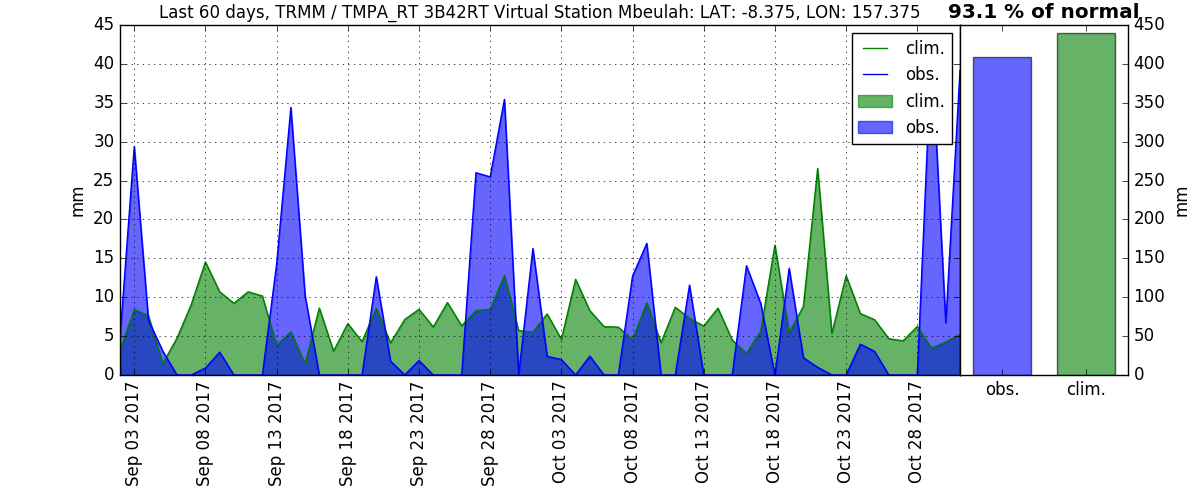 Last 60 days, TRMM / TMPA_RT 3B42RT Virtual Station Mbeulah: LAT: -8.375, LON: 157.375
93.1 % of normal
45
40
35
30
25
20
15
10
5
0
mm
clim.
obs.
clim.
obs.
450
400
350
300
250
200
150
100
50
0
mm
obs.
clim.
Sep 03 2017
Sep 08 2017
Sep 13 2017
Sep 18 2017
Sep 23 2017
Sep 28 2017
Oct 03 2017
Oct 08 2017
Oct 13 2017
Oct 18 2017
Oct 23 2017
Oct 28 2017